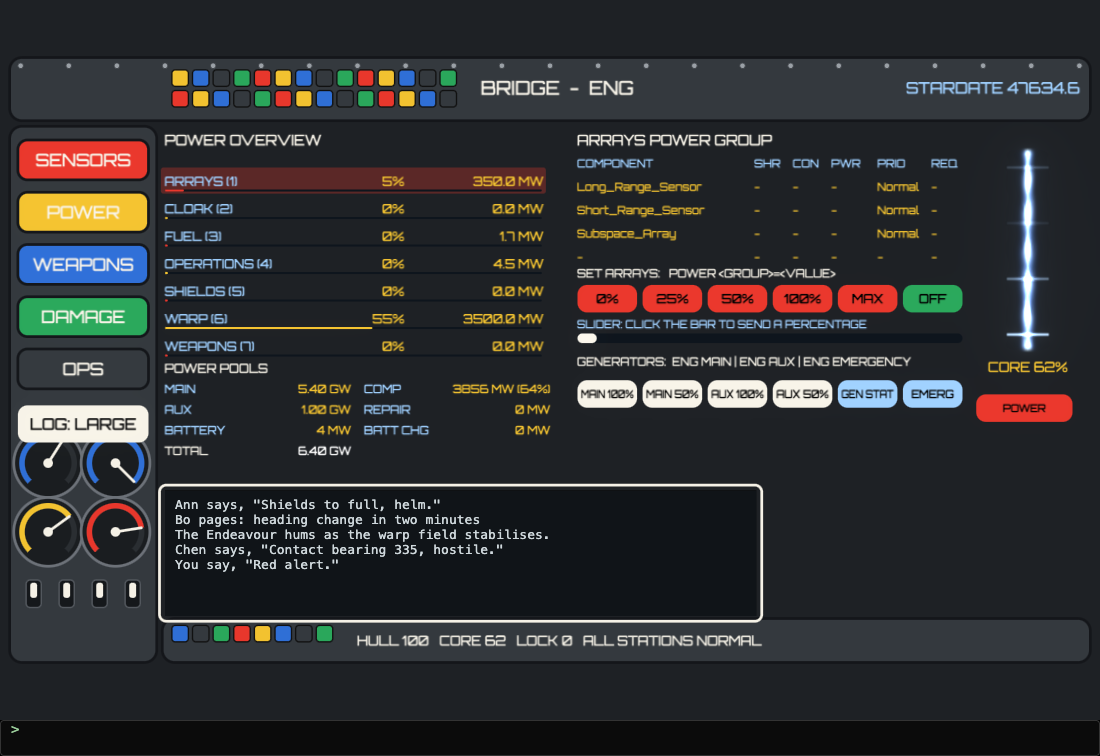 BRIDGE - ENG
STARDATE 47634.6
SENSORS
POWER
WEAPONS
DAMAGE
OPS
LOG: LARGE
POWER OVERVIEW
ARRAYS (1) 5% 350.0 MW
CLOAK (2) 0% 0.0 MW
FUEL (3) 0% 1.7 MW
OPERATIONS (4) 0% 4.5 MW
SHIELDS (5) 0% 0.0 MW
WARP (6) 55% 3500.0 MW
WEAPONS (7) 0% 0.0 MW
POWER POOLS
MAIN 5.40 GW COMP 3856 MW (64%)
AUX 1.00 GW REPAIR 0 MW
BATTERY 4 MW BATT CHG 0 MW
TOTAL 6.40 GW
ARRAYS POWER GROUP
COMPONENT SHR CON PWR PRIO REQ
Long_Range_Sensor - - - Normal -
Short_Range_Sensor - - - Normal -
Subspace_Array - - - Normal -
- - - - - -
SET ARRAYS: POWER <GROUP>=<VALUE>
0% 25% 50% 100% MAX OFF
SLIDER: CLICK THE BAR TO SEND A PERCENTAGE
GENERATORS: ENG MAIN | ENG AUX | ENG EMERGENCY
MAIN 100% MAIN 50% AUX 100% AUX 50% GEN STAT EMERG
CORE 62%
POWER
Ann says, "Shields to full, helm."
Bo pages: heading change in two minutes
The Endeavour hums as the warp field stabilises.
Chen says, "Contact bearing 335, hostile."
You say, "Red alert."
HULL 100 CORE 62 LOCK 0 ALL STATIONS NORMAL
>